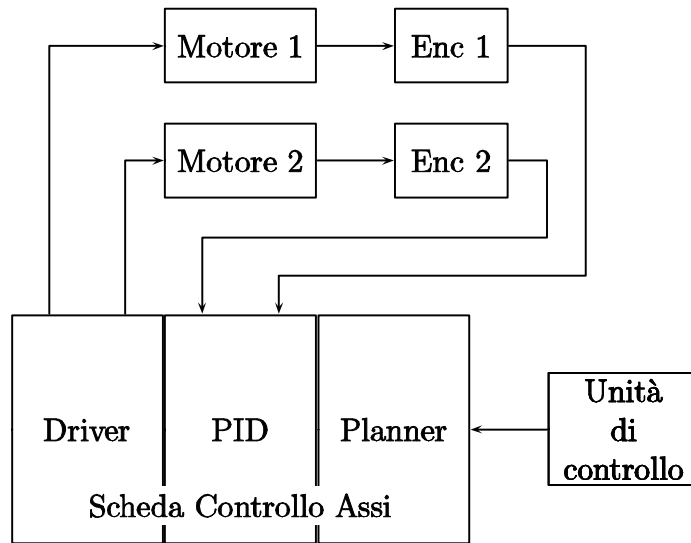 Motore 1
Enc 1
Motore 2
Enc 2
Driver
PID
Planner
Unità
di
controllo
Scheda Controllo Assi